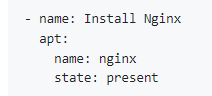 - name: Install Nginx
  apt:
    name: nginx
    state: present